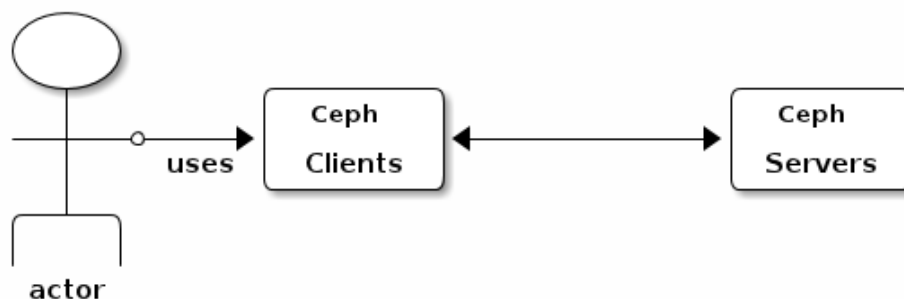 Ceph
Clients
Ceph
Servers
uses
actor